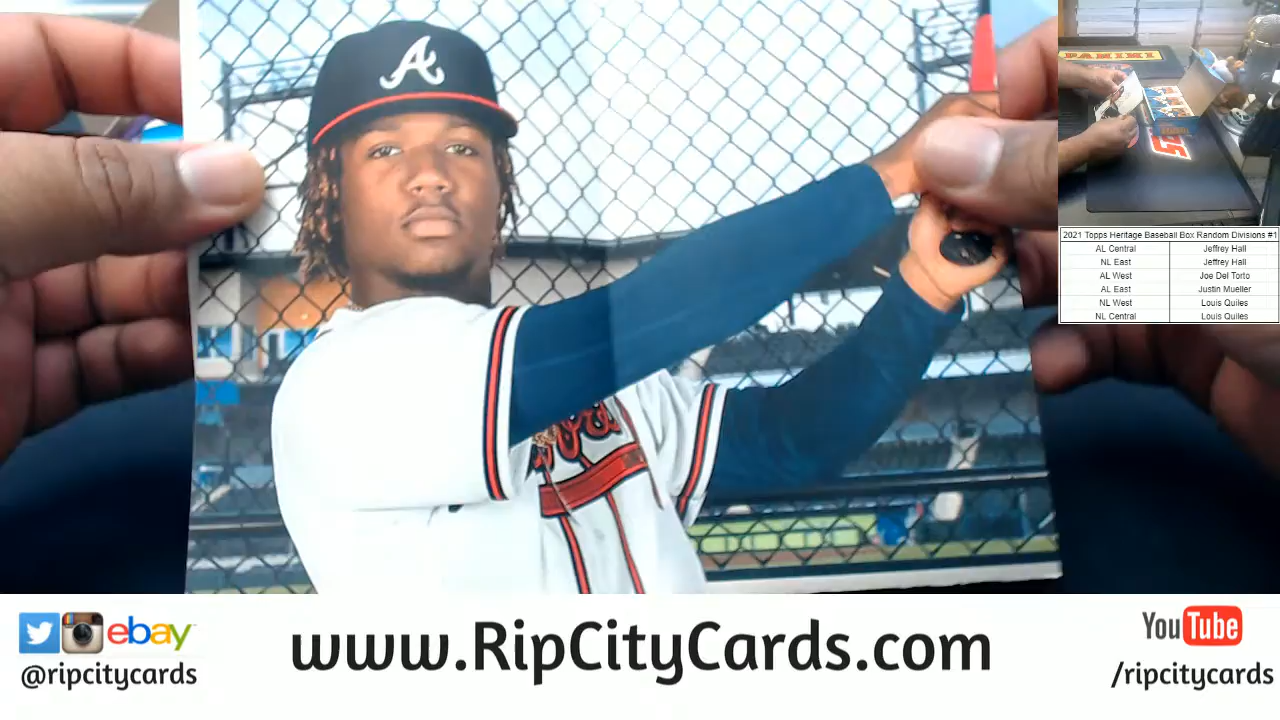 A
PANINI
2021 Topps Heritage Baseball Box Random Divisions #1
AL Central Jeffrey Hall
NL East Jeffrey Hall
AL West Joe Del Torto
AL East Justin Mueller
NL West Louis Quiles
NL Central Louis Quiles
ebay
@ripcitycards
www.RipCityCards.com
YouTube
/ripcitycards